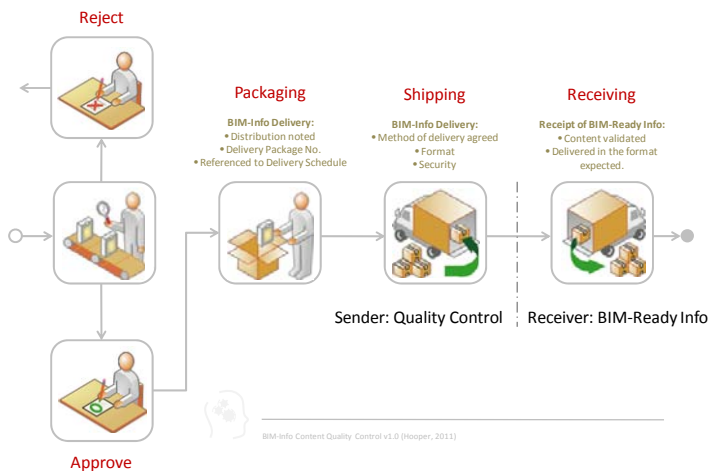 Reject
Packaging
Shipping
Receiving
BIM-Info Delivery:
• Distribution noted
• Delivery Package No.
• Referenced to Delivery Schedule
BIM-Info Delivery:
• Method of delivery agreed
• Format
• Security
Receipt of BIM-Ready Info:
• Content validated
• Delivered in the format
expected.
Sender: Quality Control
Receiver: BIM-Ready Info
BIM-Info Content Quality Control v1.0 (Hooper, 2011)
Approve